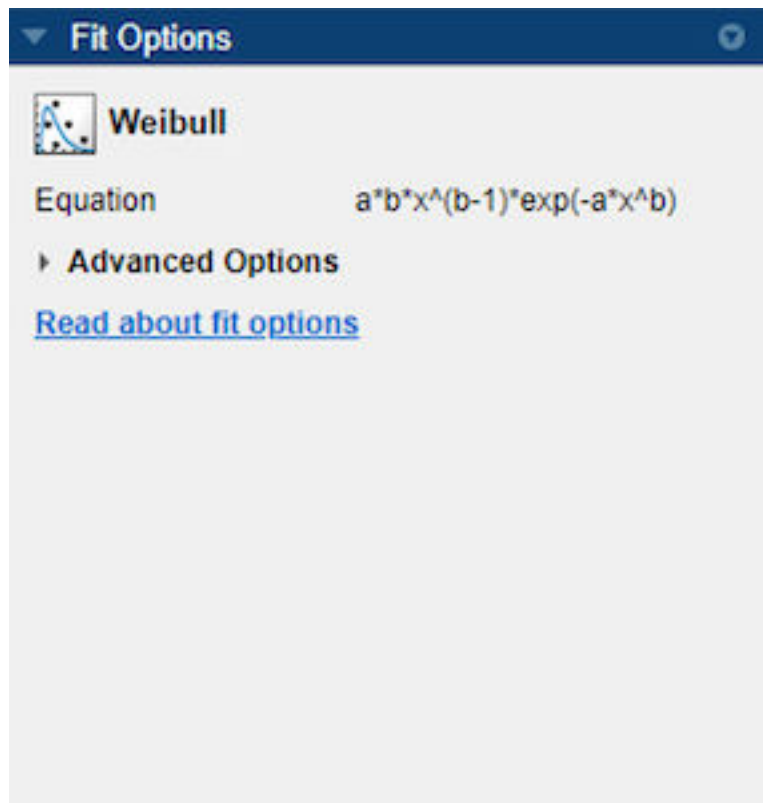 Fit Options
Weibull
Equation a*b*x^(b-1)*exp(-a*x^b)
Advanced Options
Read about fit options